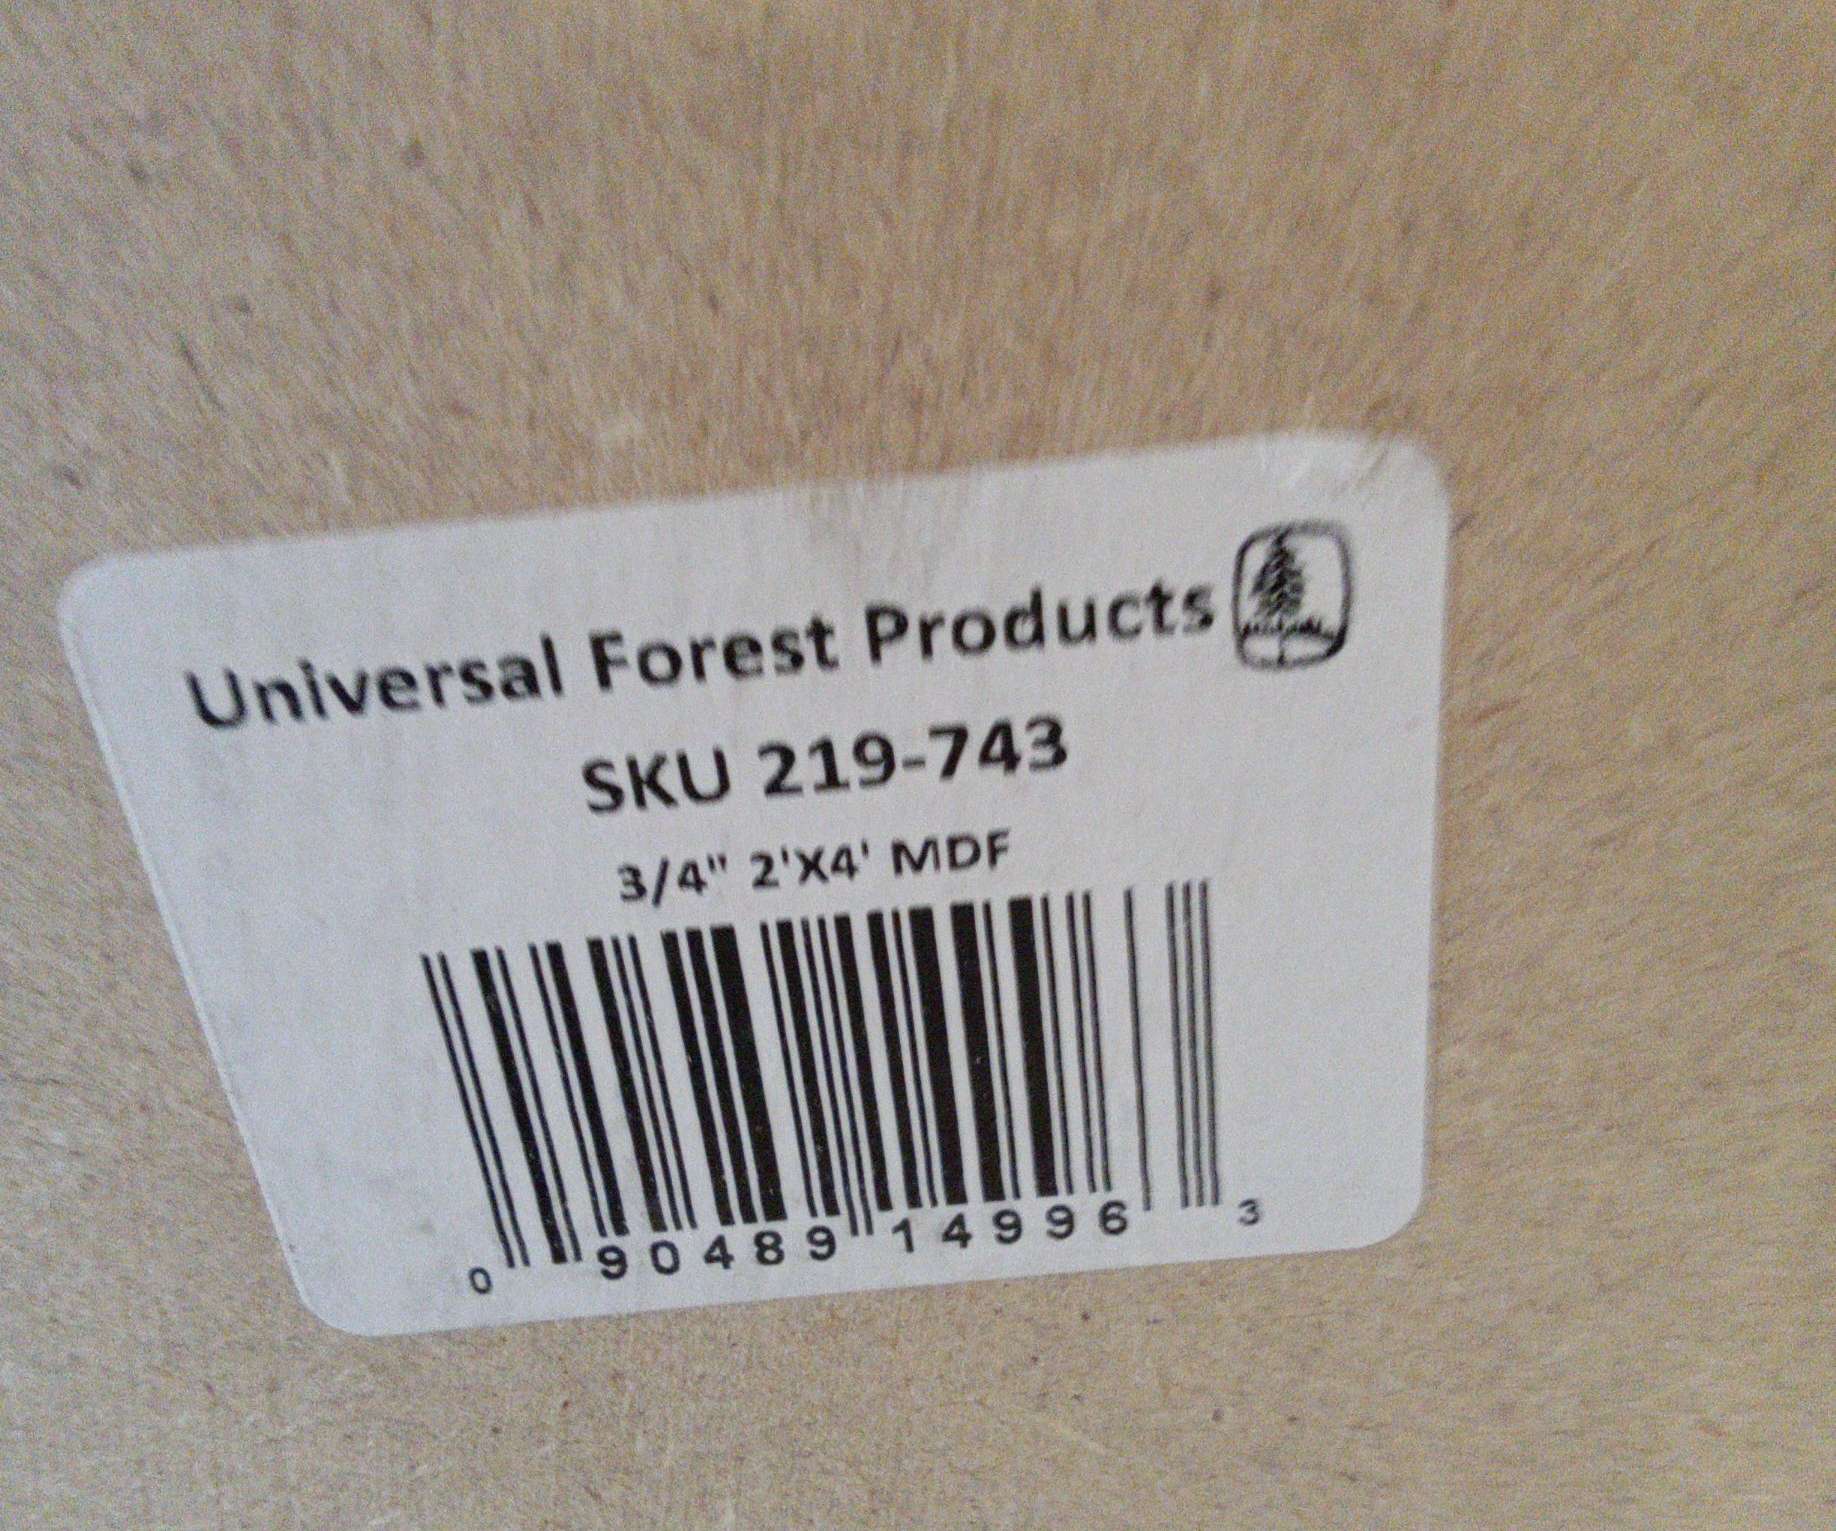 Universal Forest Products
SKU 219-743
3/4" 2'X4' MDF
0 90489 14996 3